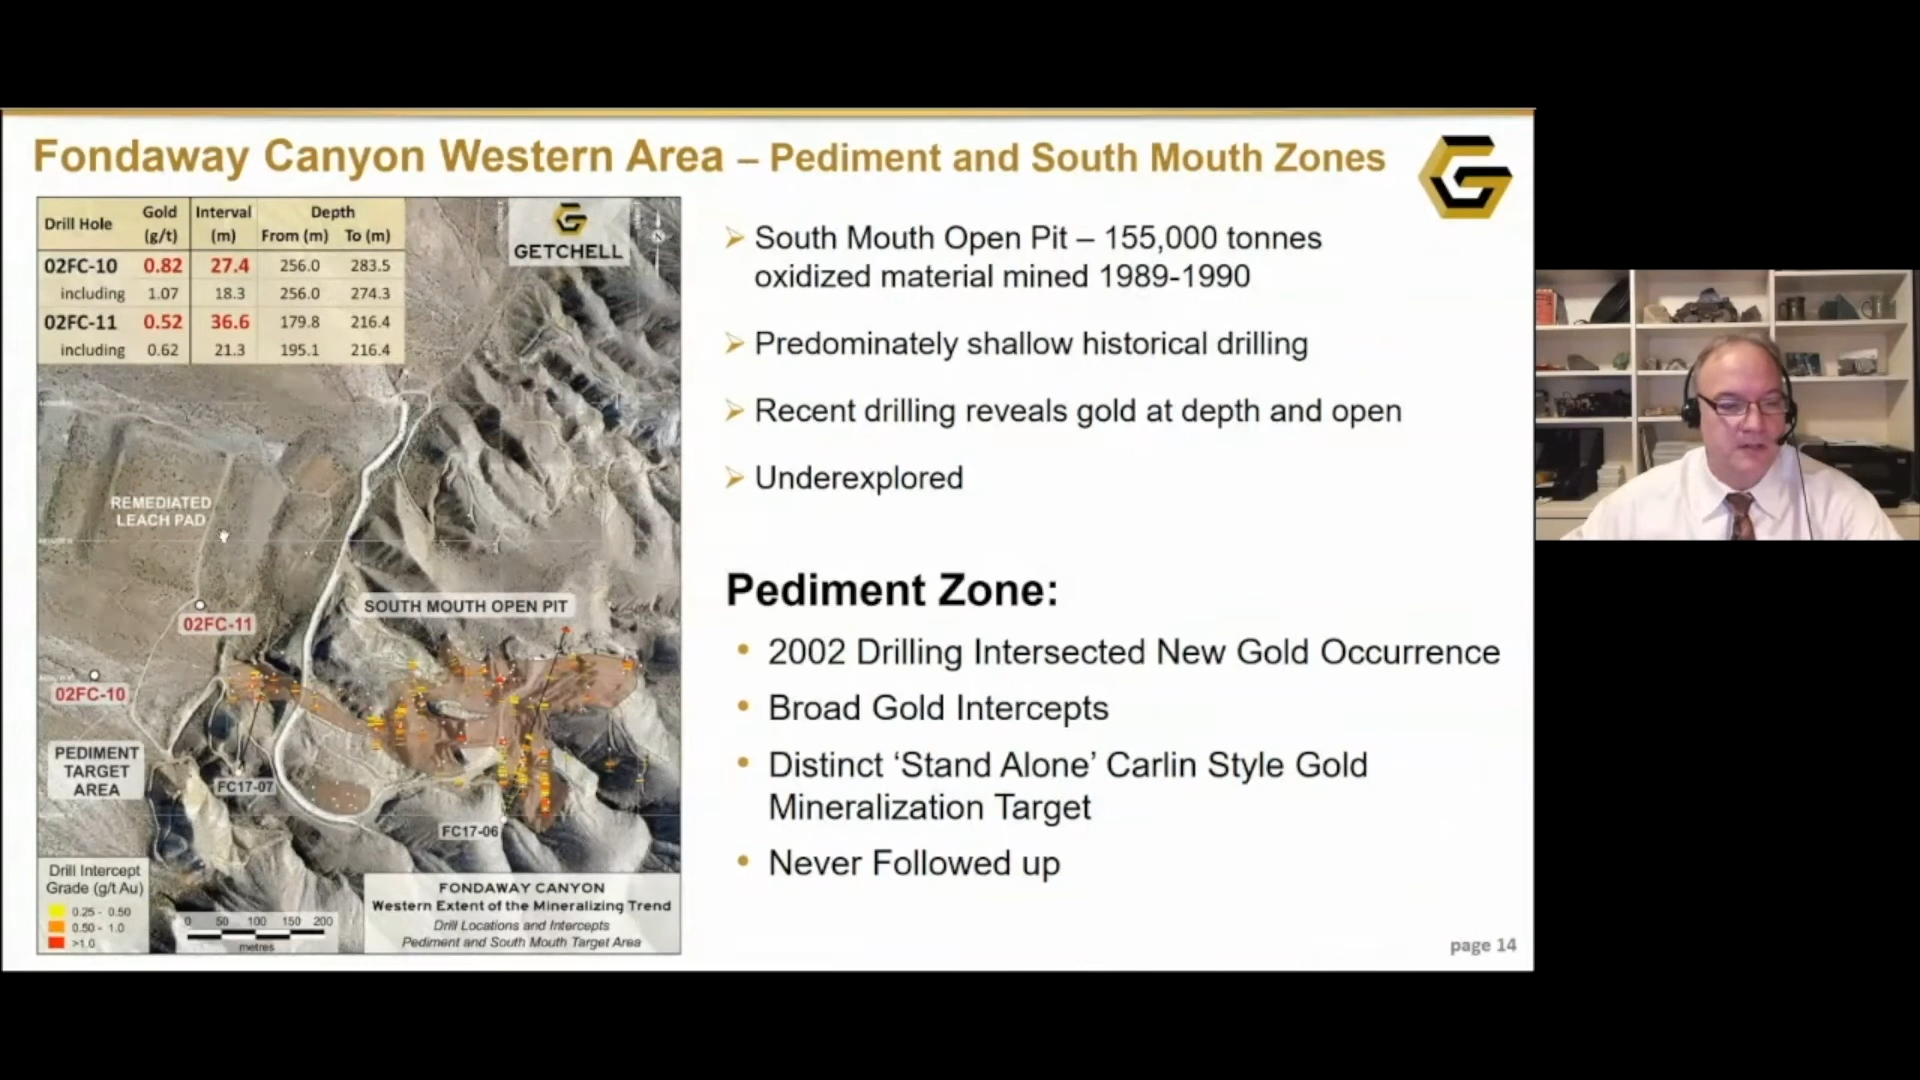 Fondaway Canyon Western Area – Pediment and South Mouth Zones
Drill Hole Gold (g/t) Interval (m) Depth From (m) To (m)
02FC-10 0.82 27.4 256.0 283.5
including 1.07 18.3 256.0 274.3
02FC-11 0.52 36.6 179.8 216.4
including 0.62 21.3 195.1 216.4
GETCHELL
N
REMEDIATED
LEACH PAD
SOUTH MOUTH OPEN PIT
02FC-11
02FC-10
PEDIMENT
TARGET
AREA
FC17-07
FC17-06
Drill Intercept
Grade (g/t Au)
0.25 - 0.50
0.50 - 1.0
>1.0
0 50 100 150 200
metres
FONDAWAY CANYON
Western Extent of the Mineralizing Trend
Drill Locations and Intercepts
Pediment and South Mouth Target Area
➢ South Mouth Open Pit – 155,000 tonnes
oxidized material mined 1989-1990
➢ Predominately shallow historical drilling
➢ Recent drilling reveals gold at depth and open
➢ Underexplored
Pediment Zone:
• 2002 Drilling Intersected New Gold Occurrence
• Broad Gold Intercepts
• Distinct ‘Stand Alone’ Carlin Style Gold
Mineralization Target
• Never Followed up
page 14